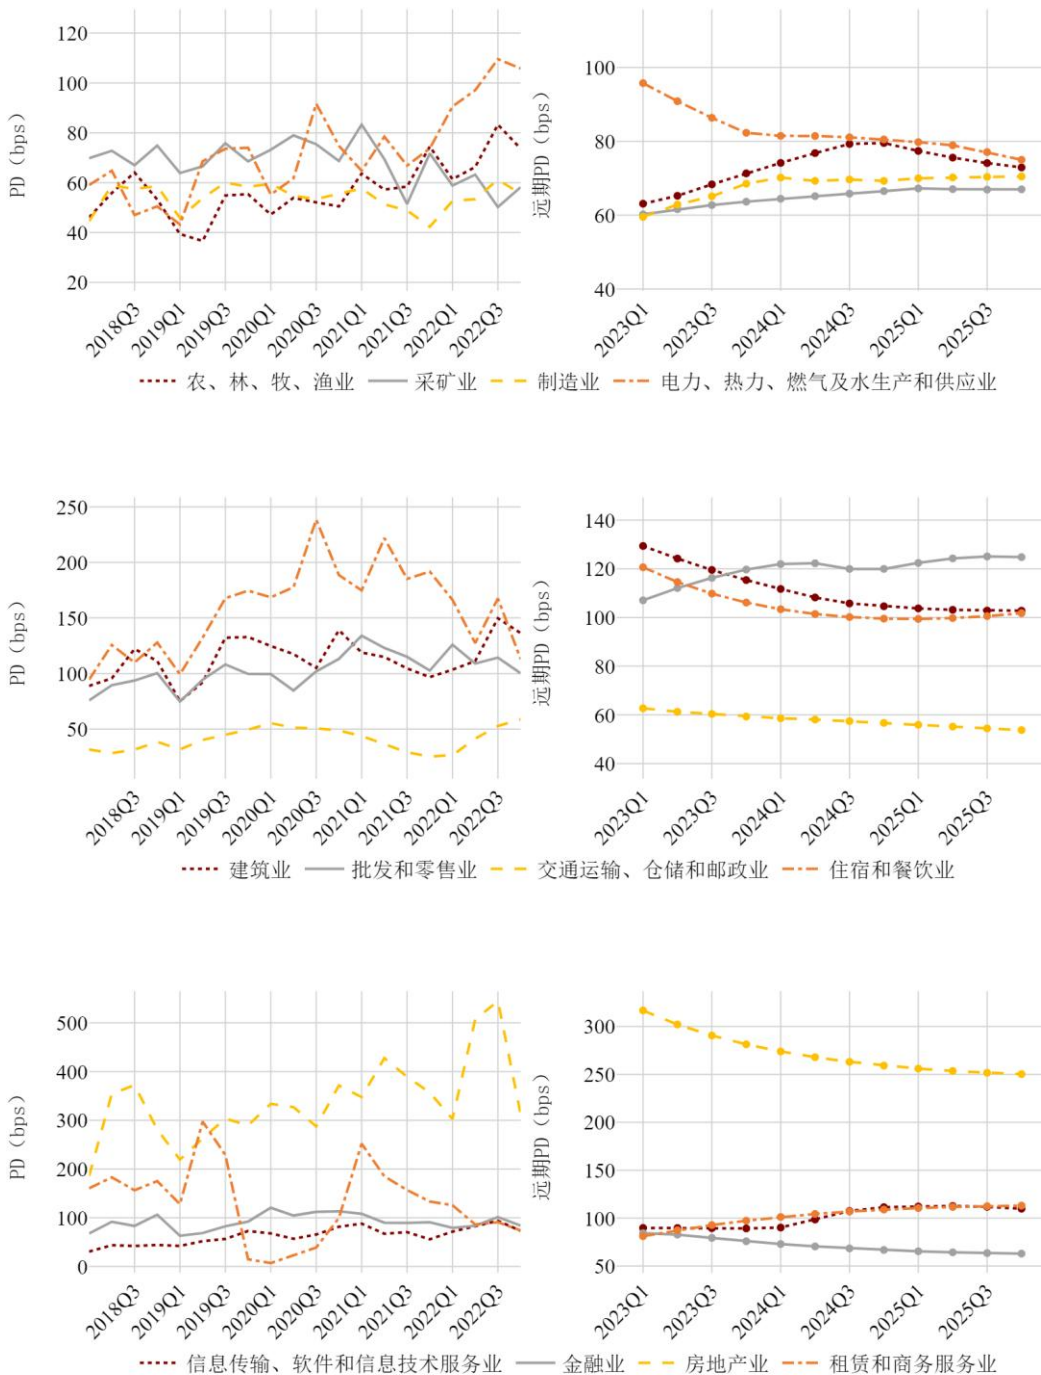 PD（bps）
120
100
80
60
40
20
2018Q3
2019Q1
2019Q3
2020Q1
2020Q3
2021Q1
2021Q3
2022Q1
2022Q3
远期PD（bps）
100
80
60
40
2023Q1
2023Q3
2024Q1
2024Q3
2025Q1
2025Q3
农、林、牧、渔业 采矿业 制造业 电力、热力、燃气及水生产和供应业
PD（bps）
250
200
150
100
50
2018Q3
2019Q1
2019Q3
2020Q1
2020Q3
2021Q1
2021Q3
2022Q1
2022Q3
远期PD（bps）
140
120
100
80
60
40
2023Q1
2023Q3
2024Q1
2024Q3
2025Q1
2025Q3
建筑业 批发和零售业 交通运输、仓储和邮政业 住宿和餐饮业
PD（bps）
500
400
300
200
100
0
2018Q3
2019Q1
2019Q3
2020Q1
2020Q3
2021Q1
2021Q3
2022Q1
2022Q3
远期PD（bps）
300
250
200
150
100
50
2023Q1
2023Q3
2024Q1
2024Q3
2025Q1
2025Q3
信息传输、软件和信息技术服务业 金融业 房地产业 租赁和商务服务业